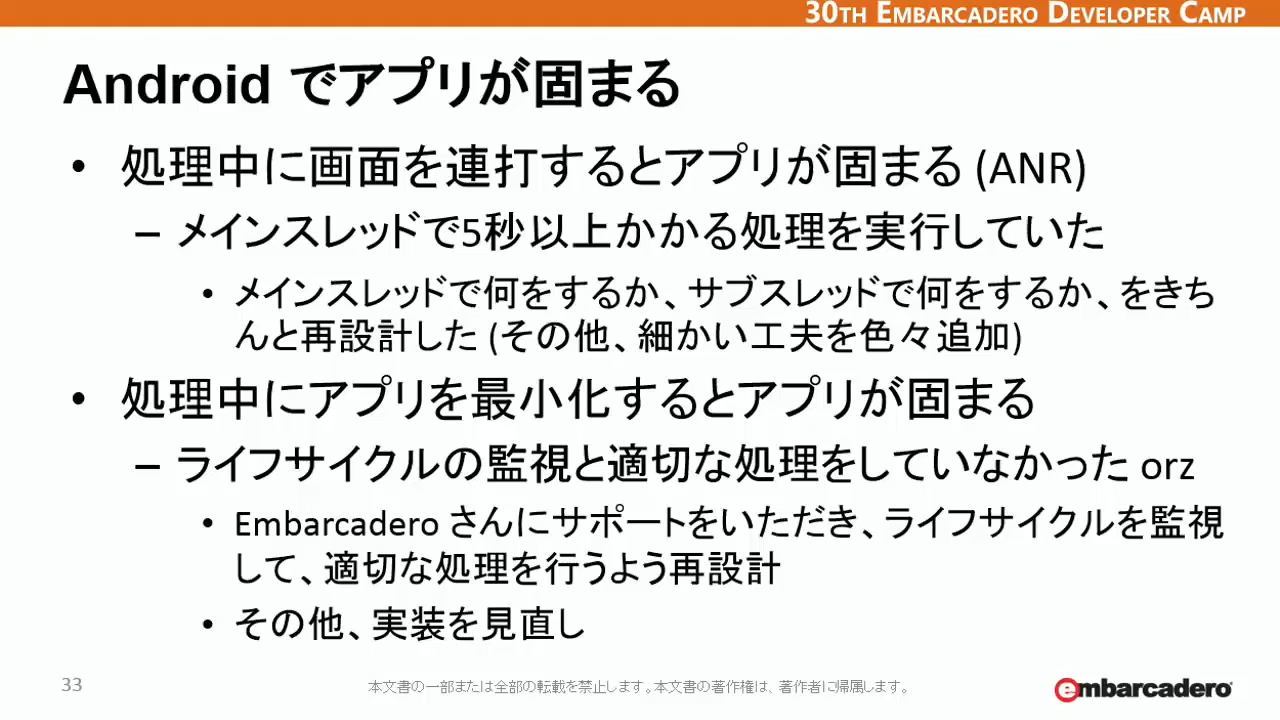 30TH EMBARCADERO DEVELOPER CAMP
Android でアプリが固まる
• 処理中に画面を連打するとアプリが固まる (ANR)
– メインスレッドで5秒以上かかる処理を実行していた
• メインスレッドで何をするか、サブスレッドで何をするか、をきち
んと再設計した (その他、細かい工夫を色々追加)
• 処理中にアプリを最小化するとアプリが固まる
– ライフサイクルの監視と適切な処理をしていなかった orz
• Embarcadero さんにサポートをいただき、ライフサイクルを監視
して、適切な処理を行うよう再設計
• その他、実装を見直し
33
本文書の一部または全部の転載を禁止します。本文書の著作権は、著作者に帰属します。
embarcadero